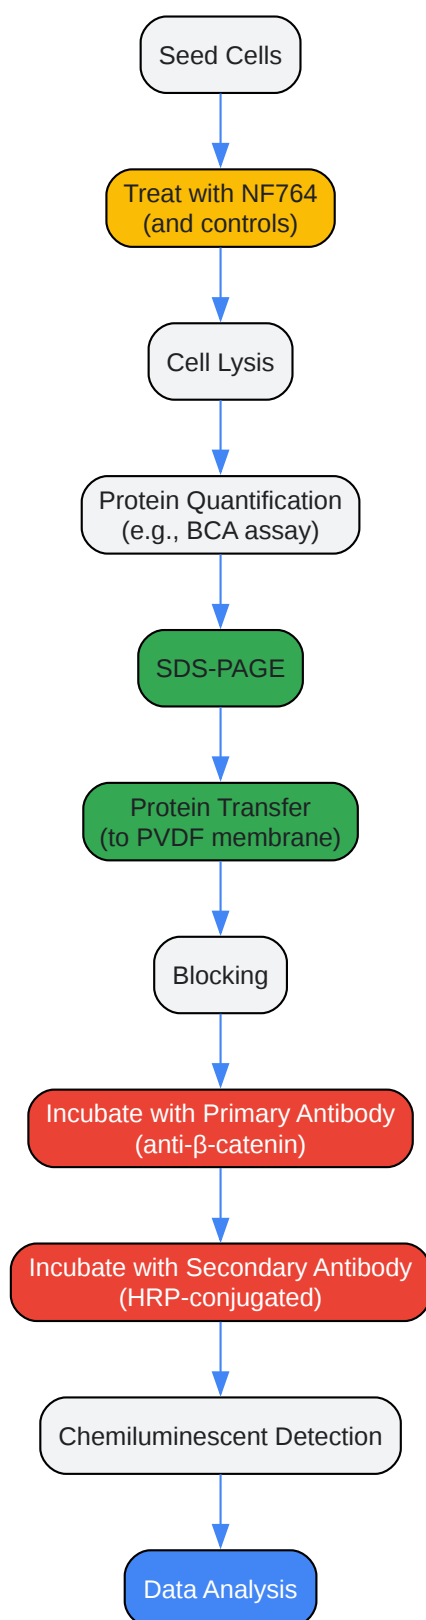 Seed Cells
Treat with NF764
(and controls)
Cell Lysis
Protein Quantification
(e.g., BCA assay)
SDS-PAGE
Protein Transfer
(to PVDF membrane)
Blocking
Incubate with Primary Antibody
(anti-β-catenin)
Incubate with Secondary Antibody
(HRP-conjugated)
Chemiluminescent Detection
Data Analysis